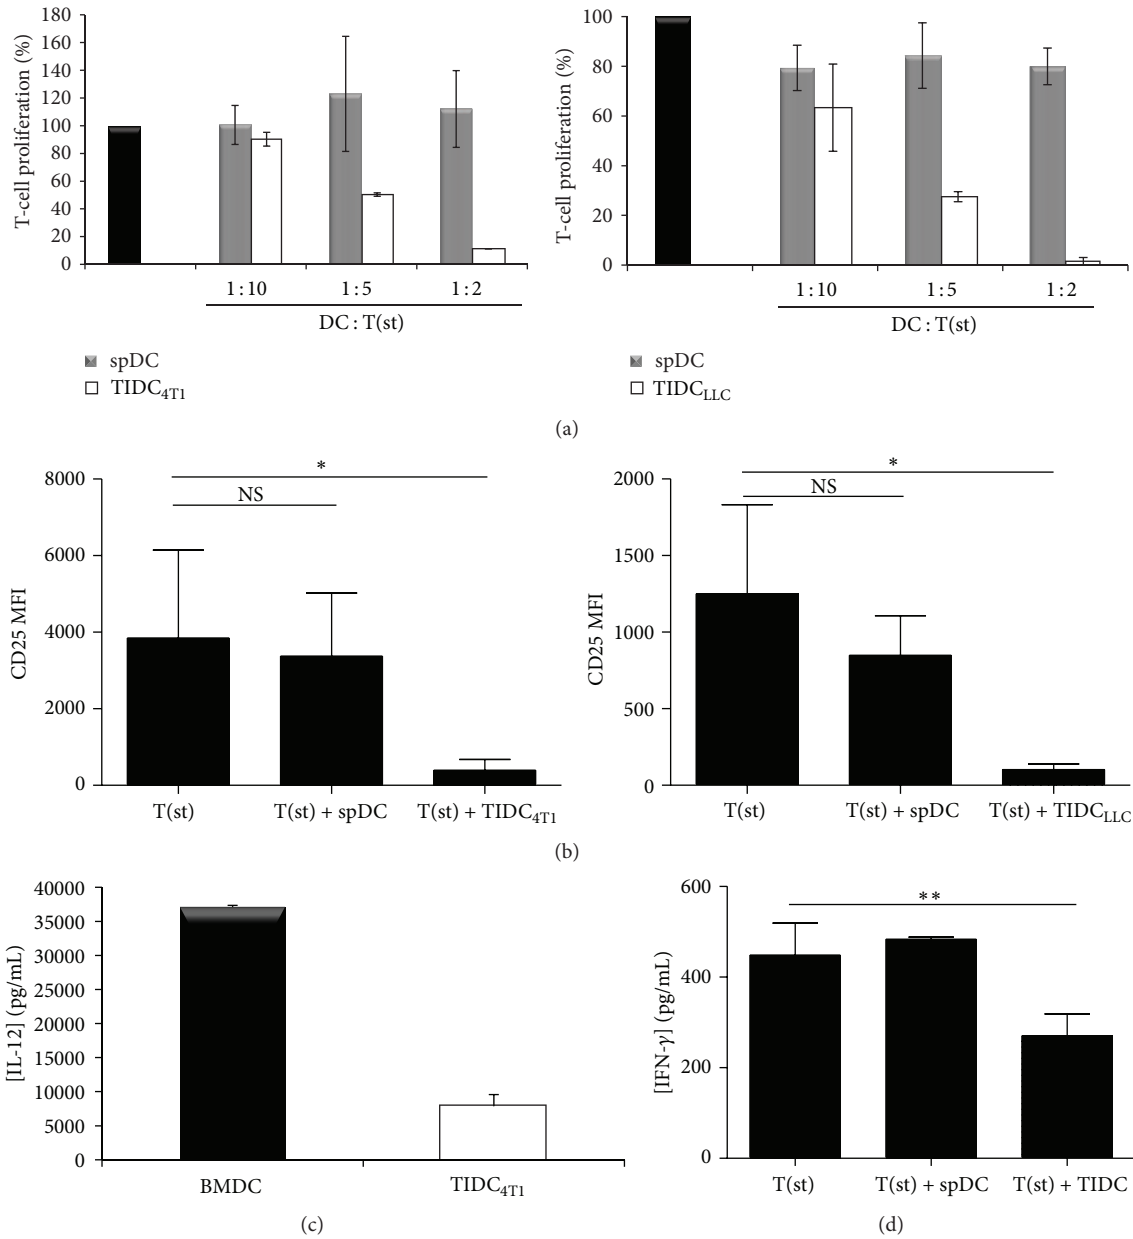 180
160
140
120
100
80
60
40
20
0
T-cell proliferation (%)
1:10 1:5 1:2
DC:T(st)
spDC
TIDC4T1
100
80
60
40
20
0
T-cell proliferation (%)
1:10 1:5 1:2
DC:T(st)
spDC
TIDCLLC
(a)
8000
6000
4000
2000
0
CD25 MFI
*
NS
T(st) T(st) + spDC T(st) + TIDC4T1
2000
1500
1000
500
0
CD25 MFI
*
NS
T(st) T(st) + spDC T(st) + TIDCLLC
(b)
40000
35000
30000
25000
20000
15000
10000
5000
0
[IL-12] (pg/mL)
BMDC TIDC4T1
(c)
600
400
200
0
[IFN-γ] (pg/mL)
**
T(st) T(st) + spDC T(st) + TIDC
(d)